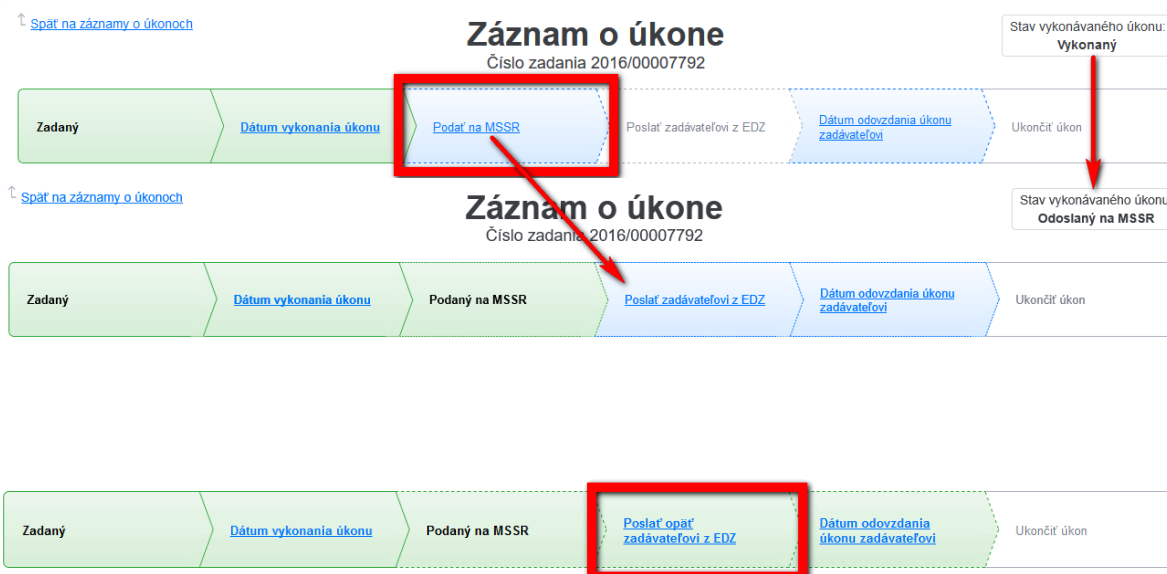 Späť na záznamy o úkonoch
Záznam o úkone
Číslo zadania 2016/00007792
Stav vykonávaného úkonu:
Vykonaný
Zadaný
Dátum vykonania úkonu
Podať na MSSR
Poslať zadávateľovi z EDZ
Dátum odovzdania úkonu
zadávateľovi
Ukončiť úkon
Späť na záznamy o úkonoch
Záznam o úkone
Číslo zadania 2016/00007792
Stav vykonávaného úkonu
Odoslaný na MSSR
Zadaný
Dátum vykonania úkonu
Podaný na MSSR
Poslať zadávateľovi z EDZ
Dátum odovzdania úkonu
zadávateľovi
Ukončiť úkon
Zadaný
Dátum vykonania úkonu
Podaný na MSSR
Poslať opäť
zadávateľovi z EDZ
Dátum odovzdania
úkonu zadávateľovi
Ukončiť úkon